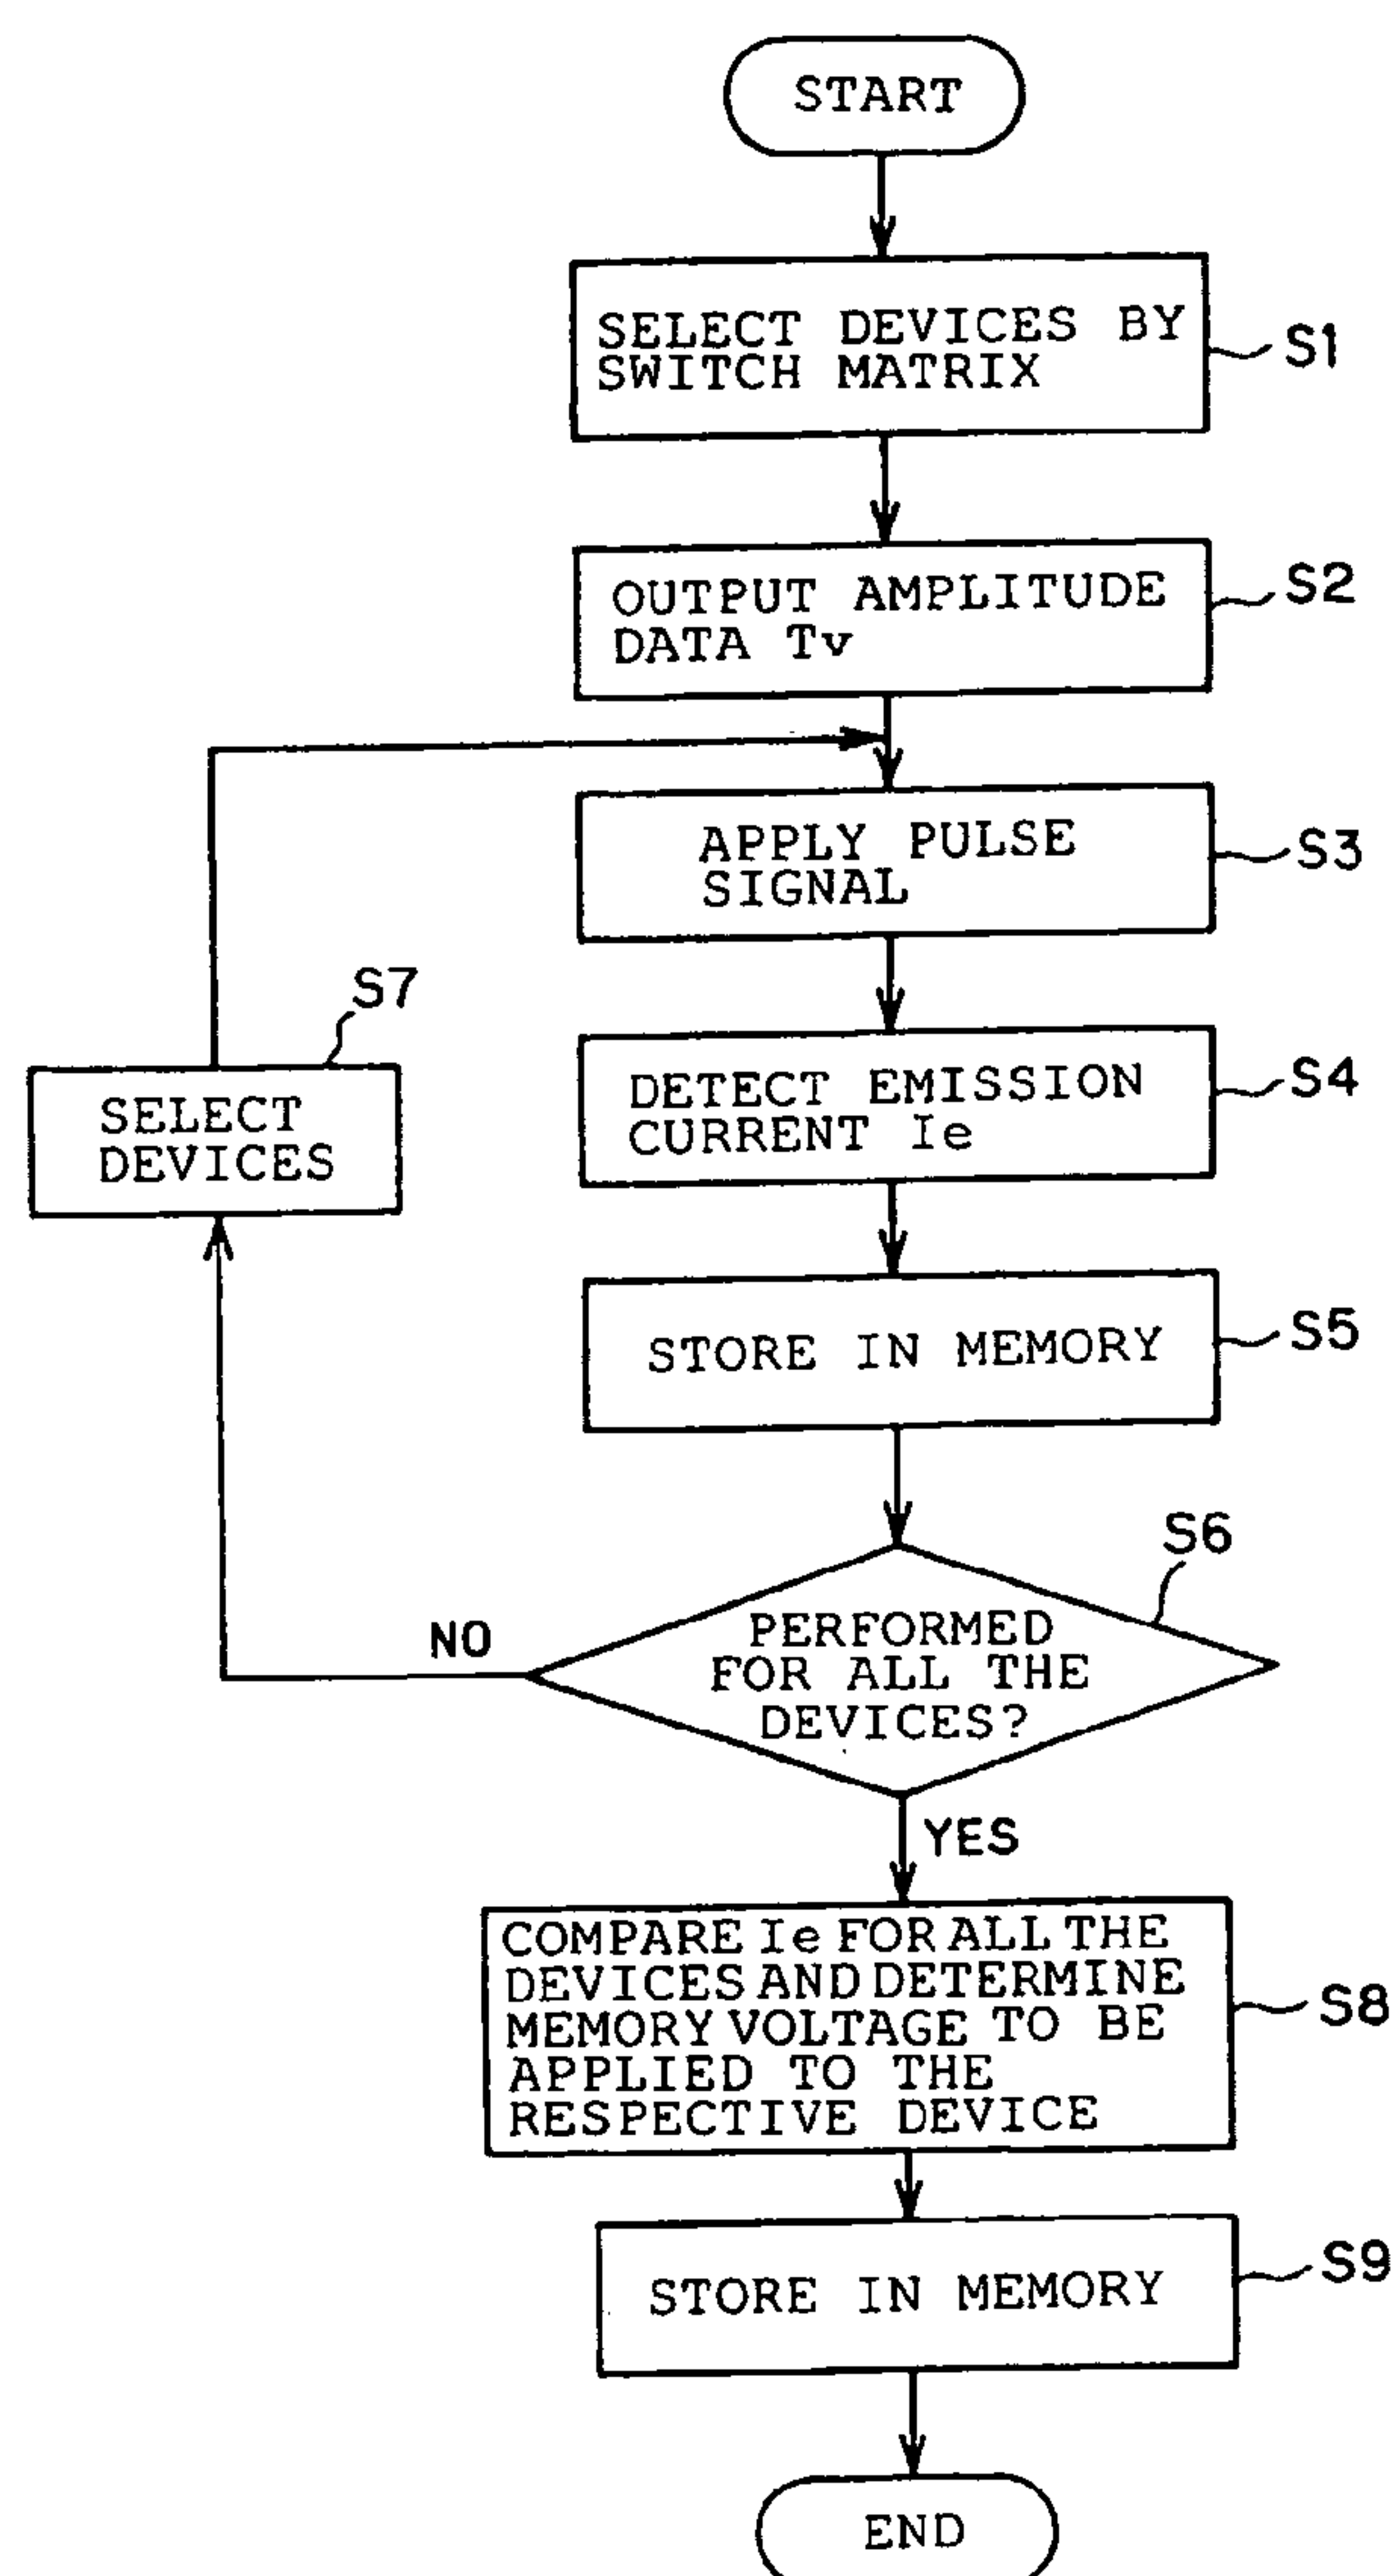 START
SELECT DEVICES BY
SWITCH MATRIX
S1
OUTPUT AMPLITUDE
DATA Tv
S2
APPLY PULSE
SIGNAL
S3
S7
SELECT
DEVICES
DETECT EMISSION
CURRENT Ie
S4
STORE IN MEMORY
S5
S6
PERFORMED
FOR ALL THE
DEVICES?
NO
YES
COMPARE Ie FOR ALL THE
DEVICES AND DETERMINE
MEMORY VOLTAGE TO BE
APPLIED TO THE
RESPECTIVE DEVICE
S8
STORE IN MEMORY
S9
END